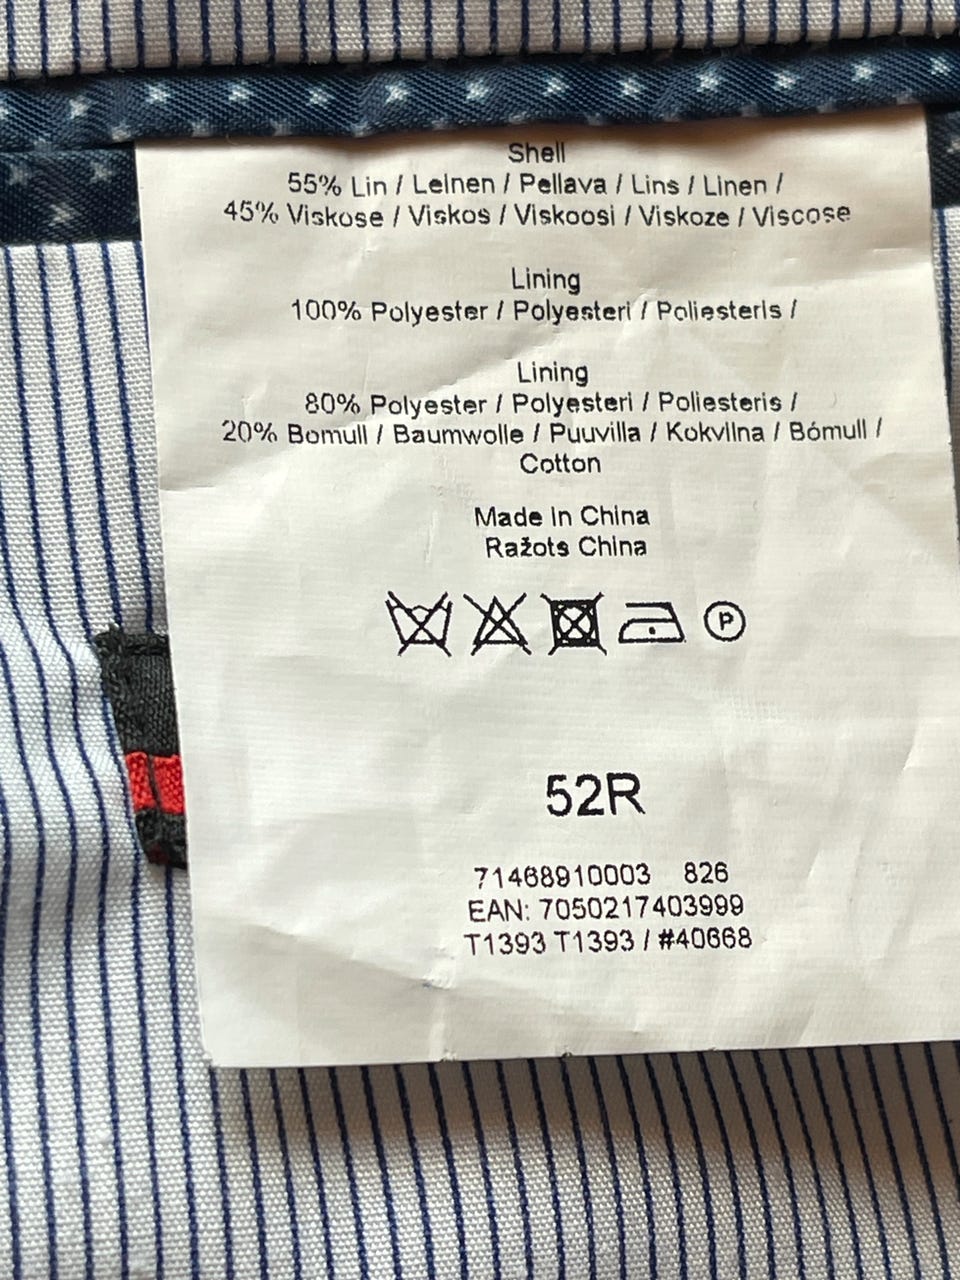 Shell
55% Lin / Leinen / Pellava / Lins / Linen /
45% Viskose / Viskos / Viskoosi / Viskoze / Viscose
Lining
100% Polyester / Polyesteri / Poliesteris /
Lining
80% Polyester / Polyesteri / Poliesteris /
20% Bomull / Baumwolle / Puuvilla / Kokvilna / Bómull /
Cotton
Made in China
Ražots China
P
52R
71468910003 826
EAN: 7050217403999
T1393 T1393 / #40668